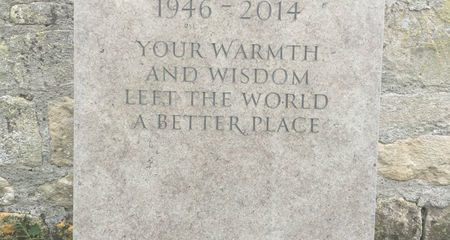 1946 - 2014
YOUR WARMTH
AND WISDOM
LEFT THE WORLD
A BETTER PLACE